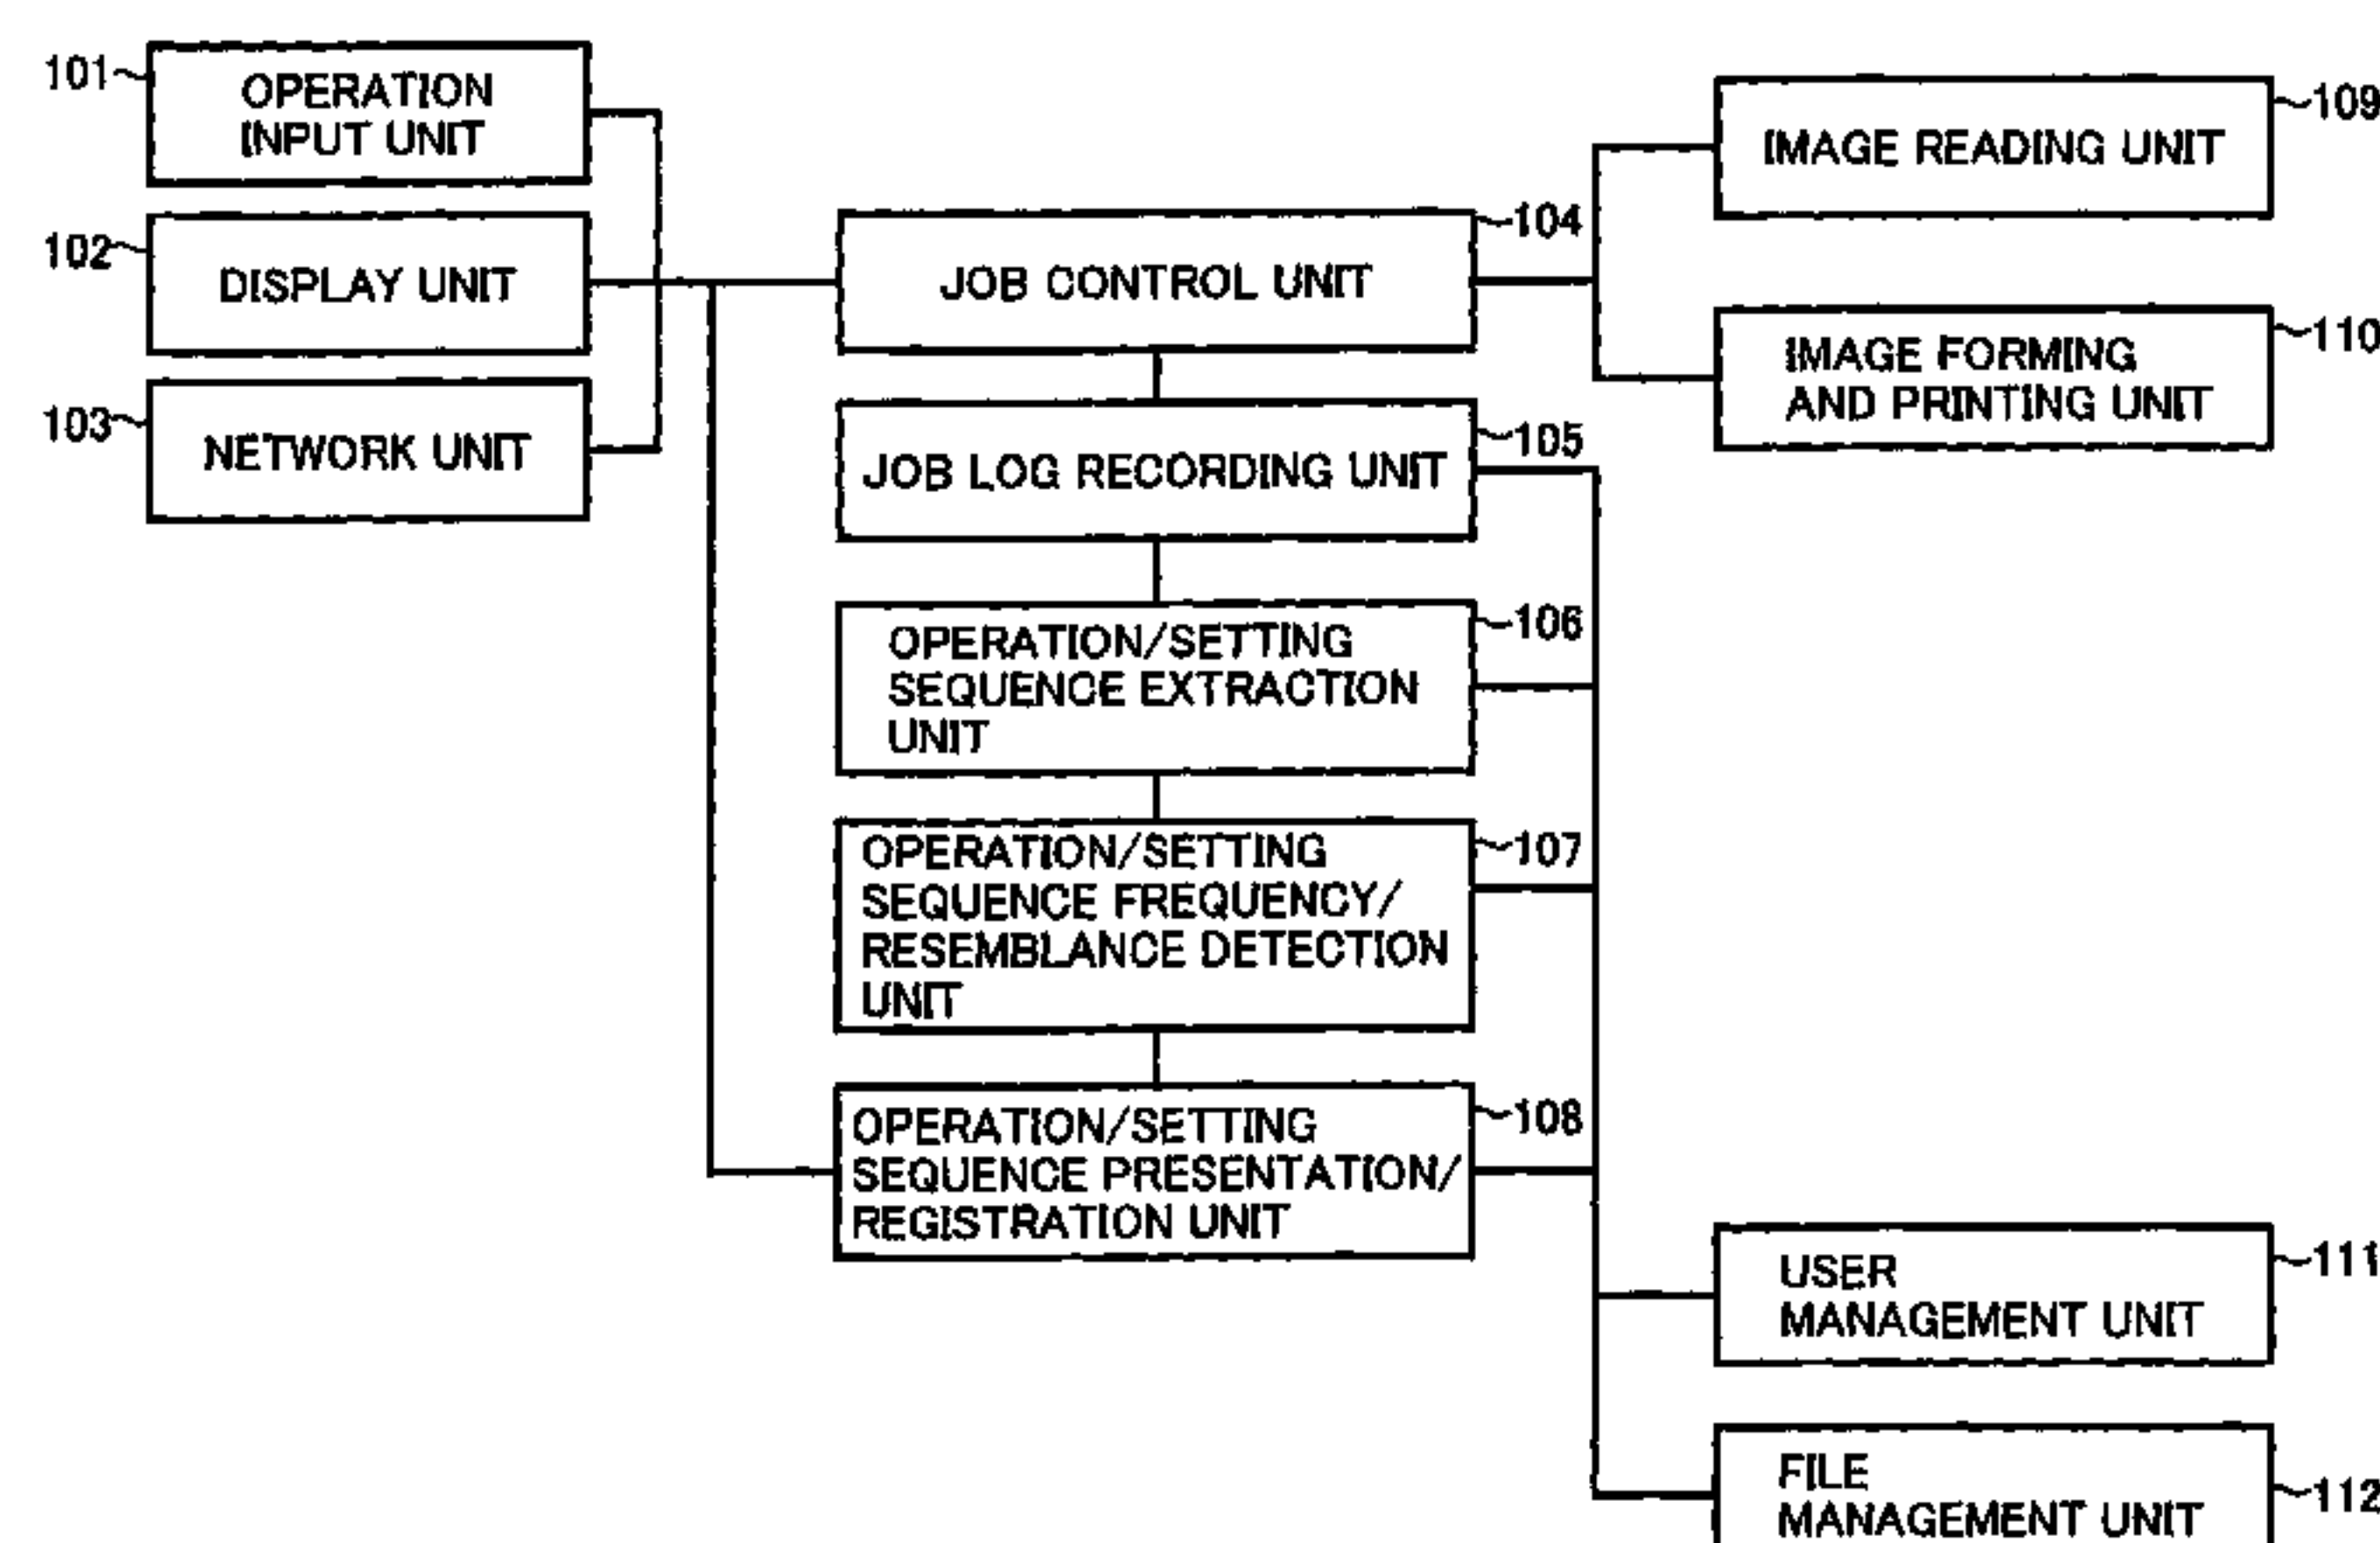 101
OPERATION
INPUT UNIT
102
DISPLAY UNIT
103
NETWORK UNIT
104
JOB CONTROL UNIT
105
JOB LOG RECORDING UNIT
106
OPERATION/SETTING
SEQUENCE EXTRACTION
UNIT
107
OPERATION/SETTING
SEQUENCE FREQUENCY/
RESEMBLANCE DETECTION
UNIT
108
OPERATION/SETTING
SEQUENCE PRESENTATION/
REGISTRATION UNIT
109
IMAGE READING UNIT
110
IMAGE FORMING
AND PRINTING UNIT
111
USER
MANAGEMENT UNIT
112
FILE
MANAGEMENT UNIT